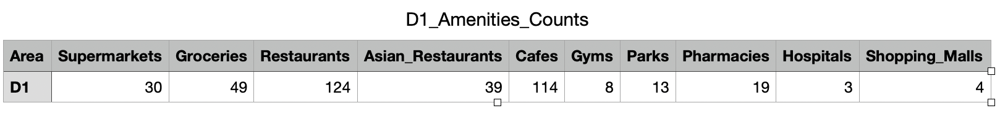 D1_Amenities_Counts
Area Supermarkets Groceries Restaurants Asian_Restaurants Cafes Gyms Parks Pharmacies Hospitals Shopping_Malls
D1 30 49 124 39 114 8 13 19 3 4